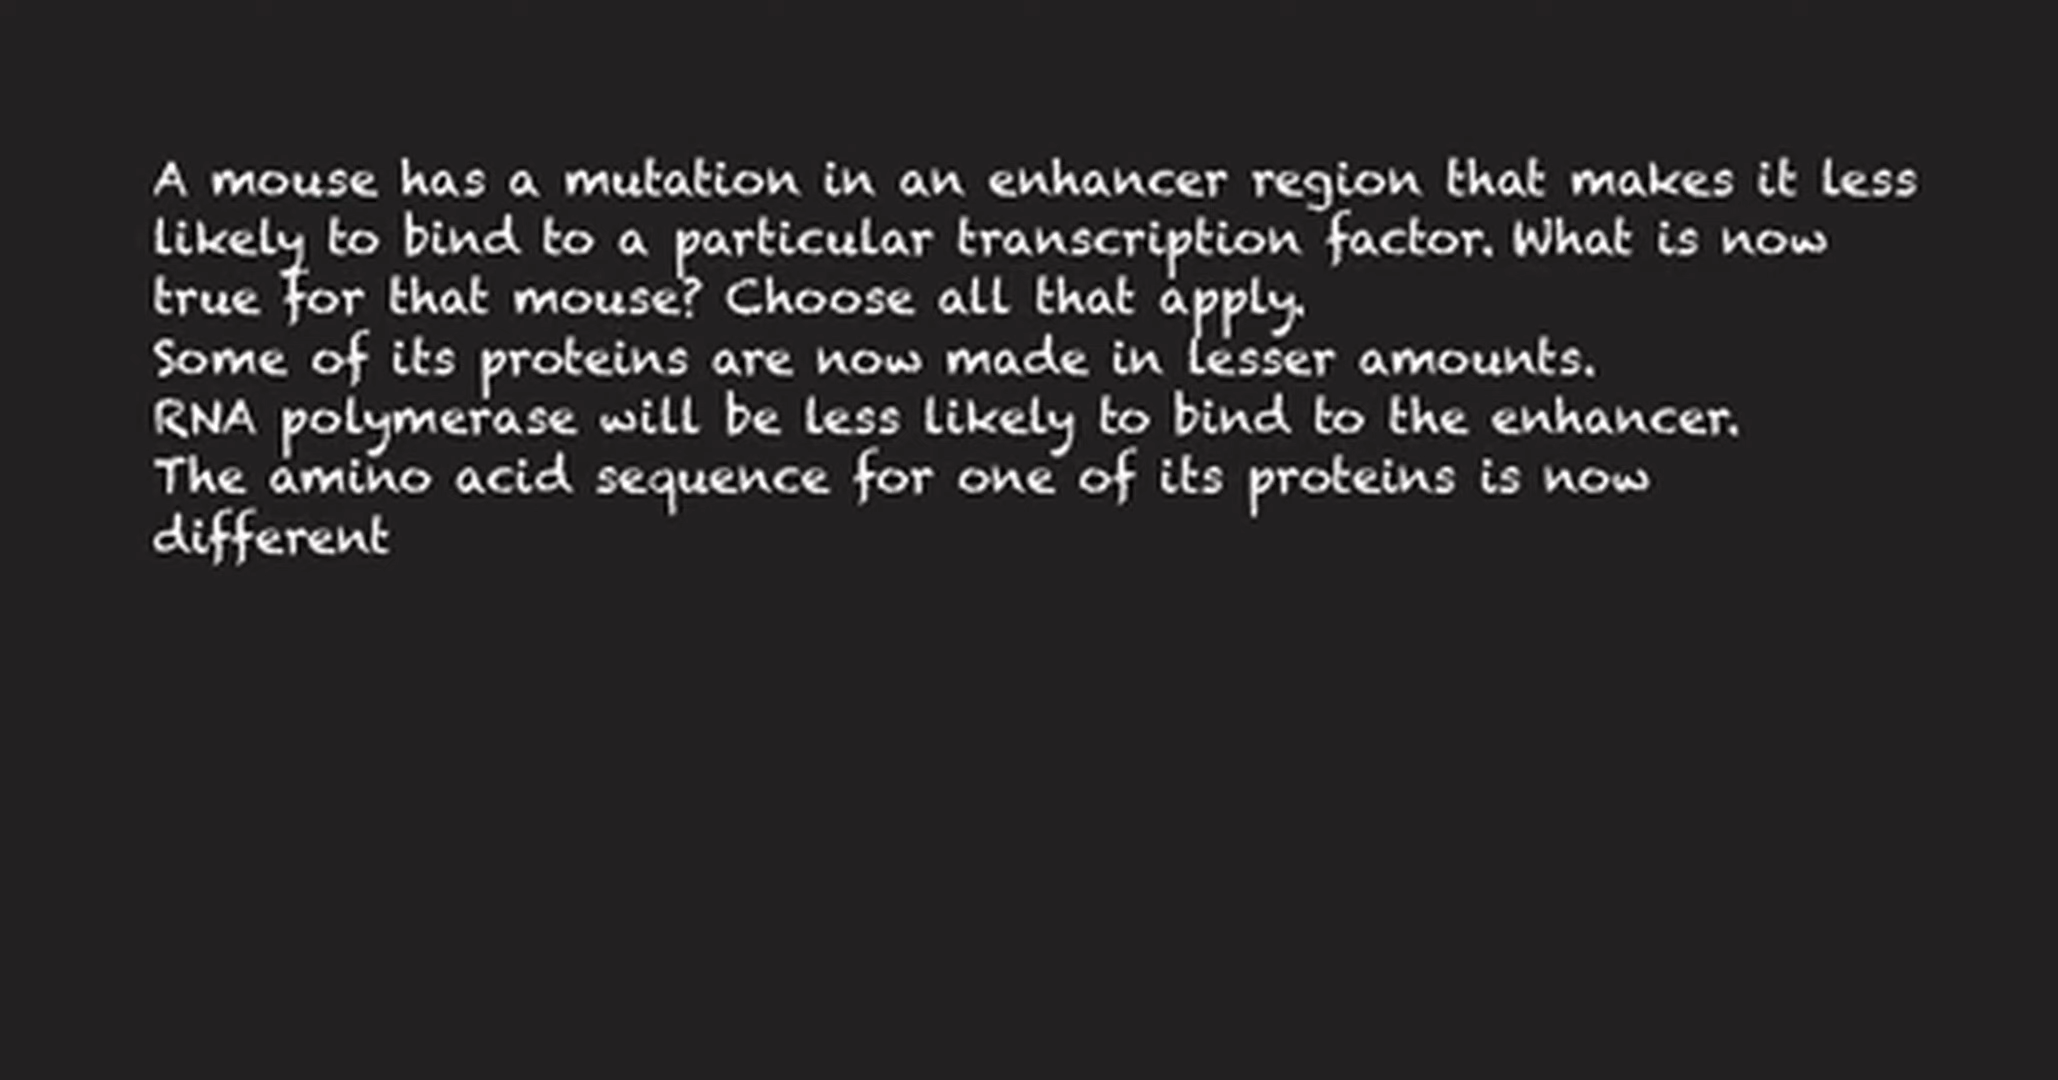 A mouse has a mutation in an enhancer region that makes it less
likely to bind to a particular transcription factor. What is now
true for that mouse? Choose all that apply.
Some of its proteins are now made in lesser amounts.
RNA polymerase will be less likely to bind to the enhancer.
The amino acid sequence for one of its proteins is now
different